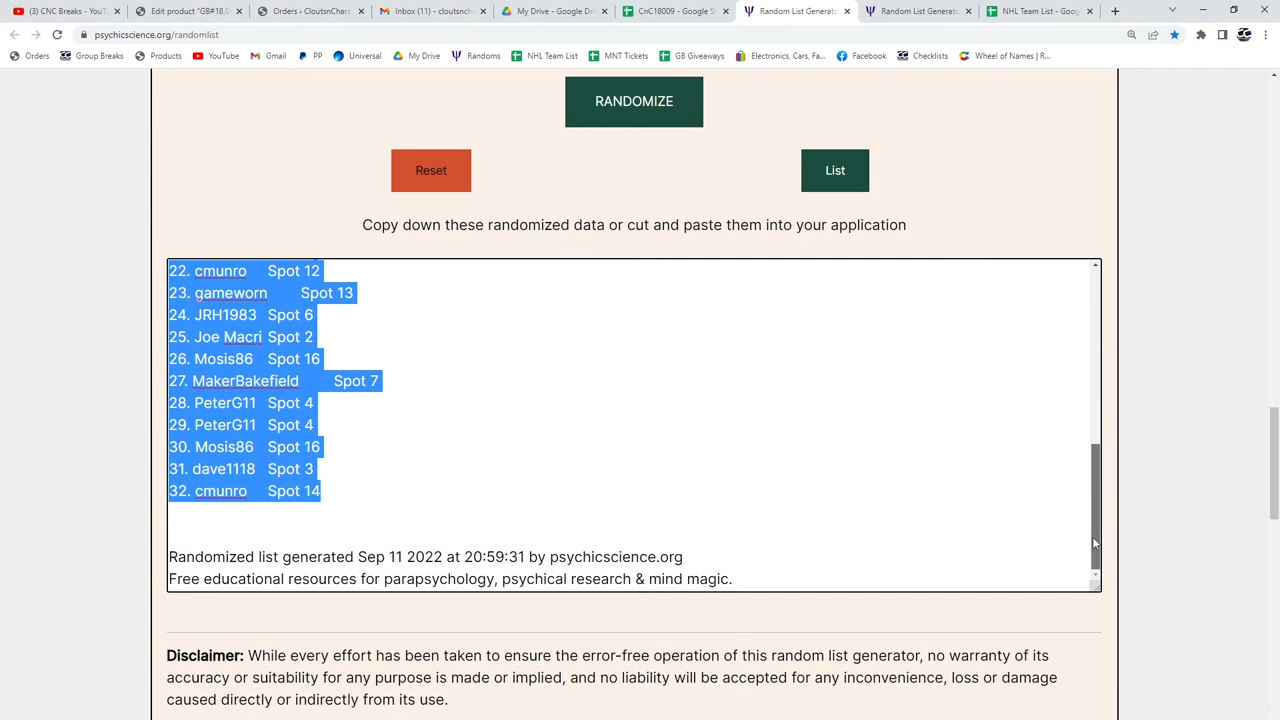 (3) CNC Breaks - YouT
Edit product "GB#18,0
Orders ‹ CloutsnChara
Inbox (11) - cloutsnch
My Drive - Google Dri
CnC18009 - Google Sh
Random List Generato
Random List Generato
NHL Team List - Goog
psychicscience.org/randomlist
Orders
Group Breaks
Products
YouTube
Gmail
PP
Universal
My Drive
Randoms
NHL Team List
MNT Tickets
GB Giveaways
Electronics, Cars, Fa...
Facebook
Checklists
Wheel of Names | R...
RANDOMIZE
Reset
List
Copy down these randomized data or cut and paste them into your application
22. cmunro Spot 12
23. gameworn Spot 13
24. JRH1983 Spot 6
25. Joe Macri Spot 2
26. Mosis86 Spot 16
27. MakerBakefield Spot 7
28. PeterG11 Spot 4
29. PeterG11 Spot 4
30. Mosis86 Spot 16
31. dave1118 Spot 3
32. cmunro Spot 14
Randomized list generated Sep 11 2022 at 20:59:31 by psychicscience.org
Free educational resources for parapsychology, psychical research & mind magic.
Disclaimer: While every effort has been taken to ensure the error-free operation of this random list generator, no warranty of its
accuracy or suitability for any purpose is made or implied, and no liability will be accepted for any inconvenience, loss or damage
caused directly or indirectly from its use.